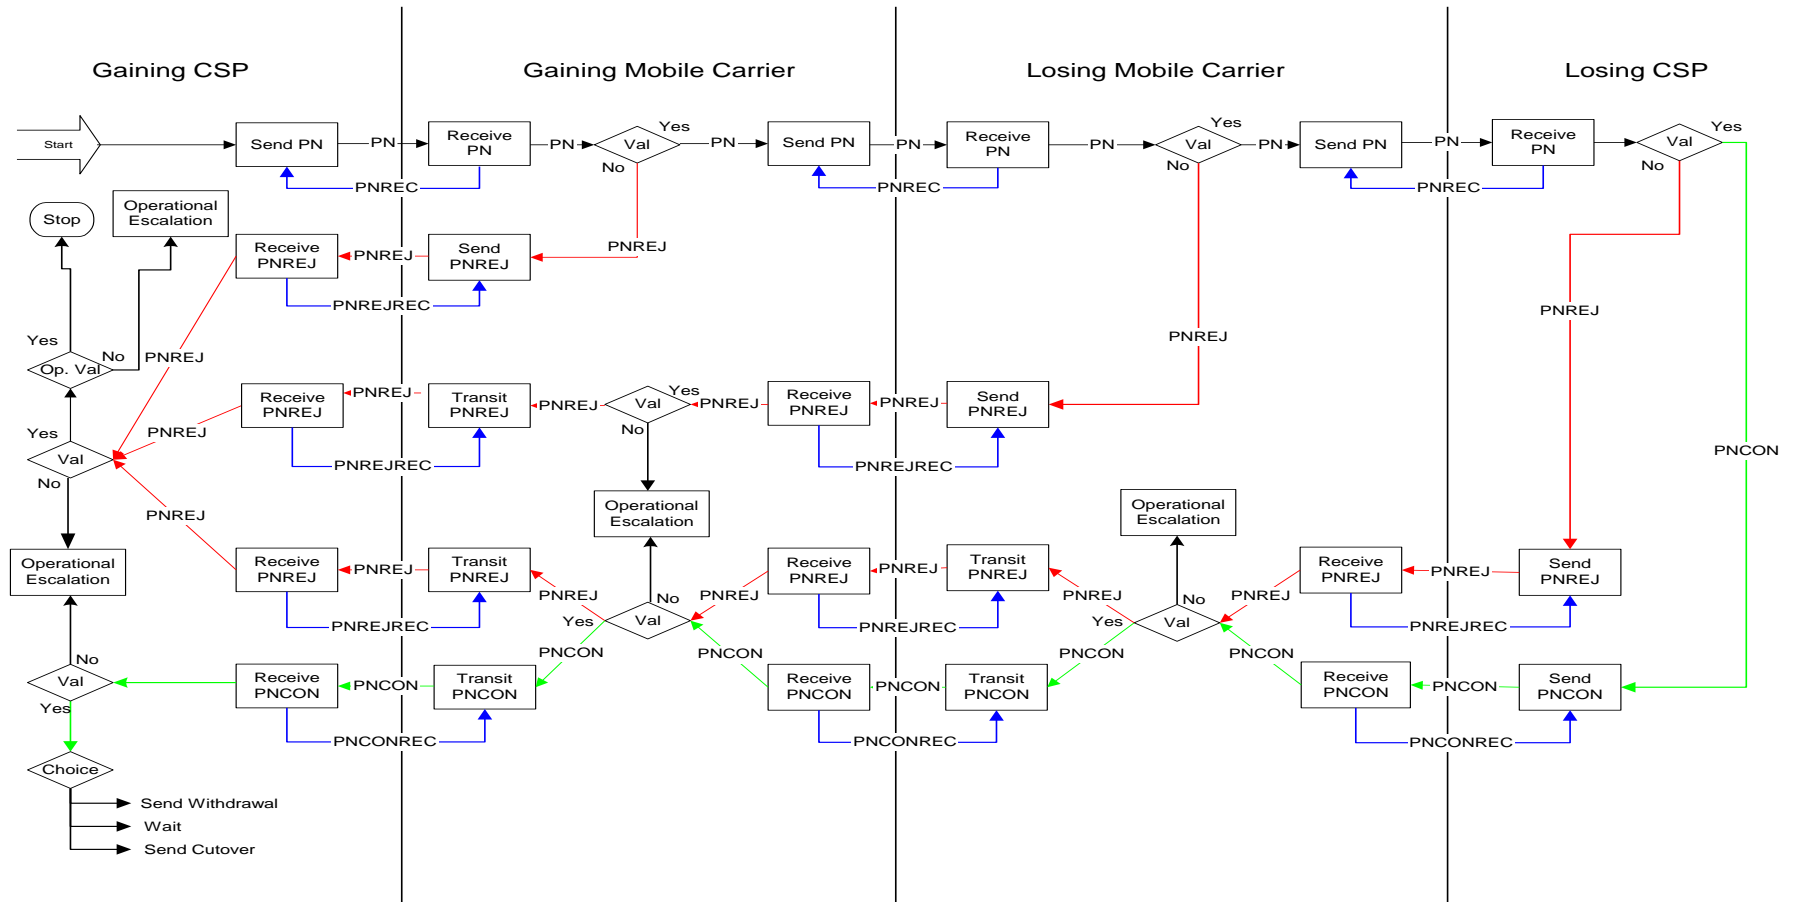 Gaining CSP
Gaining Mobile Carrier
Losing Mobile Carrier
Losing CSP
Start
Send PN
PN
Receive
PN
PN
Val
Yes
No
PN
Send PN
PN
Receive
PN
PN
Val
Yes
No
PN
Send PN
PN
Receive
PN
Val
Yes
No
PNREC
PNREC
PNREC
Stop
Operational
Escalation
Receive
PNREJ
PNREJ
Send
PNREJ
PNREJ
PNREJREC
PNREJ
PNREJ
Yes
Op. Val
No
PNREJ
Receive
PNREJ
PNREJ
Transit
PNREJ
PNREJ
Val
Yes
No
PNREJ
Receive
PNREJ
PNREJ
Send
PNREJ
Yes
Val
No
PNREJ
PNREJREC
PNREJREC
PNCON
Operational
Escalation
Operational
Escalation
PNREJ
Operational
Escalation
Receive
PNREJ
PNREJ
Transit
PNREJ
PNREJ
No
Yes
Val
PNREJ
Receive
PNREJ
PNREJ
Transit
PNREJ
PNREJ
No
Yes
Val
PNREJ
Receive
PNREJ
PNREJ
Send
PNREJ
PNREJREC
PNREJREC
PNREJREC
PNCON
PNCON
PNCON
PNCON
No
Val
Yes
Receive
PNCON
PNCON
Transit
PNCON
Receive
PNCON
PNCON
Transit
PNCON
Receive
PNCON
PNCON
Send
PNCON
PNCONREC
PNCONREC
PNCONREC
Choice
Send Withdrawal
Wait
Send Cutover